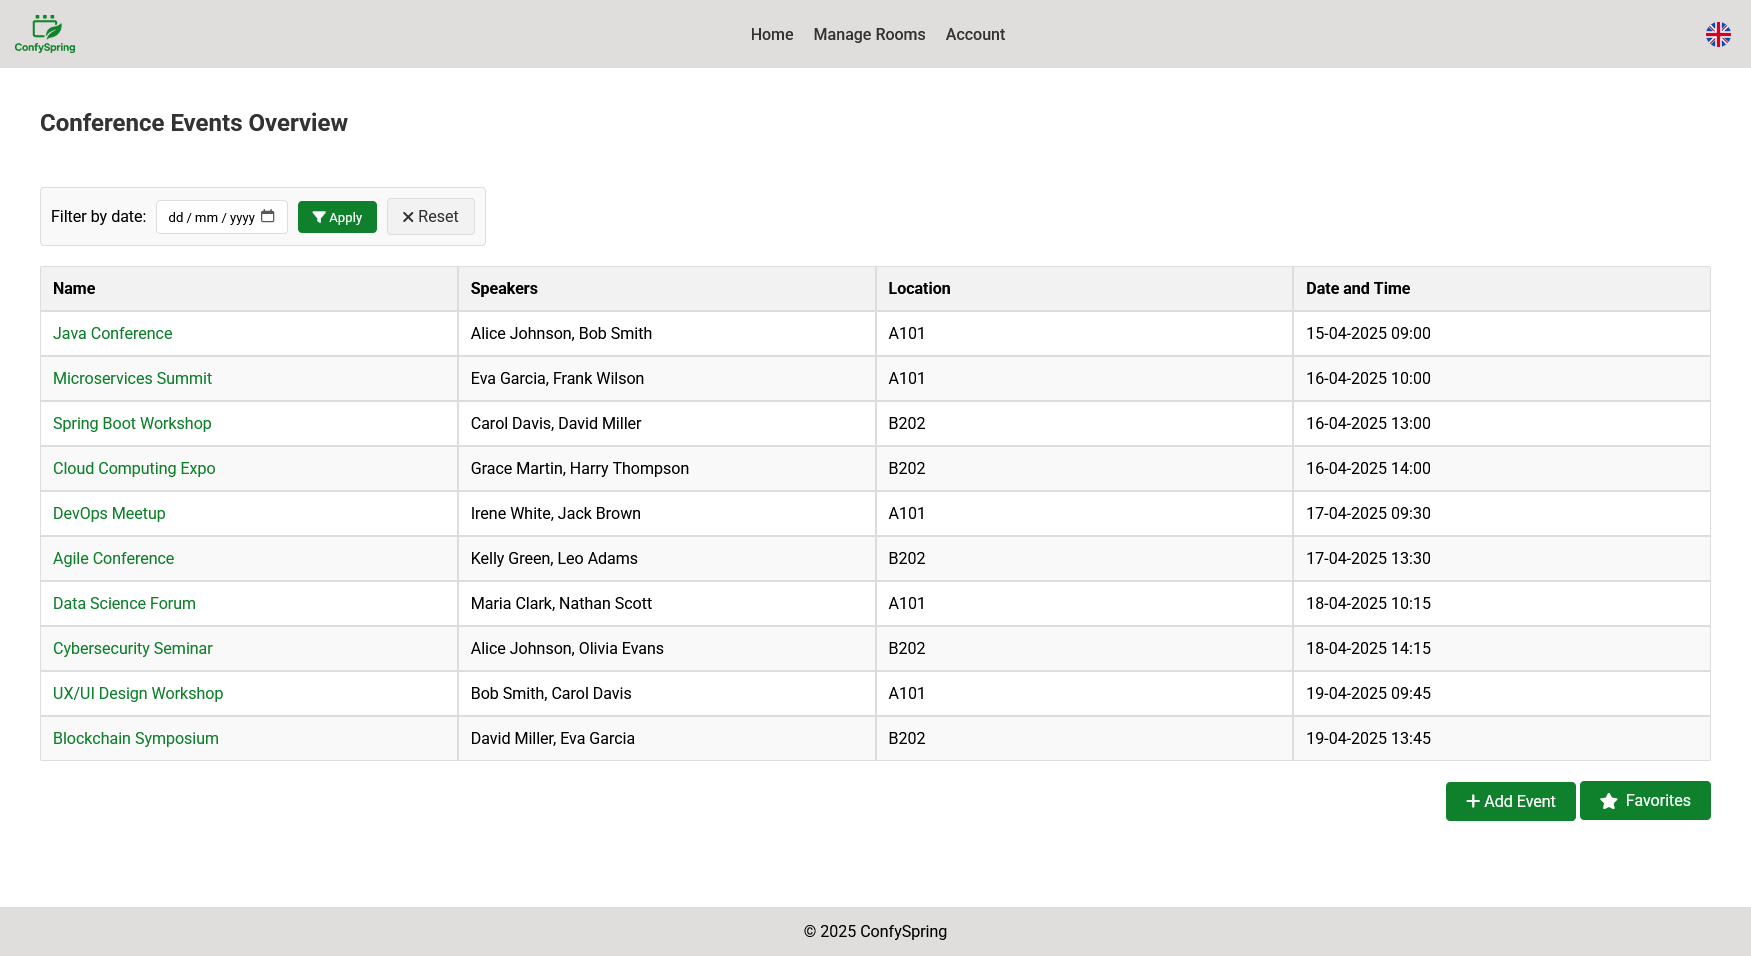 ConfySpring
Home Manage Rooms Account
Conference Events Overview
Filter by date: dd / mm / yyyy Apply Reset
Name Speakers Location Date and Time
Java Conference Alice Johnson, Bob Smith A101 15-04-2025 09:00
Microservices Summit Eva Garcia, Frank Wilson A101 16-04-2025 10:00
Spring Boot Workshop Carol Davis, David Miller B202 16-04-2025 13:00
Cloud Computing Expo Grace Martin, Harry Thompson B202 16-04-2025 14:00
DevOps Meetup Irene White, Jack Brown A101 17-04-2025 09:30
Agile Conference Kelly Green, Leo Adams B202 17-04-2025 13:30
Data Science Forum Maria Clark, Nathan Scott A101 18-04-2025 10:15
Cybersecurity Seminar Alice Johnson, Olivia Evans B202 18-04-2025 14:15
UX/UI Design Workshop Bob Smith, Carol Davis A101 19-04-2025 09:45
Blockchain Symposium David Miller, Eva Garcia B202 19-04-2025 13:45
Add Event Favorites
© 2025 ConfySpring